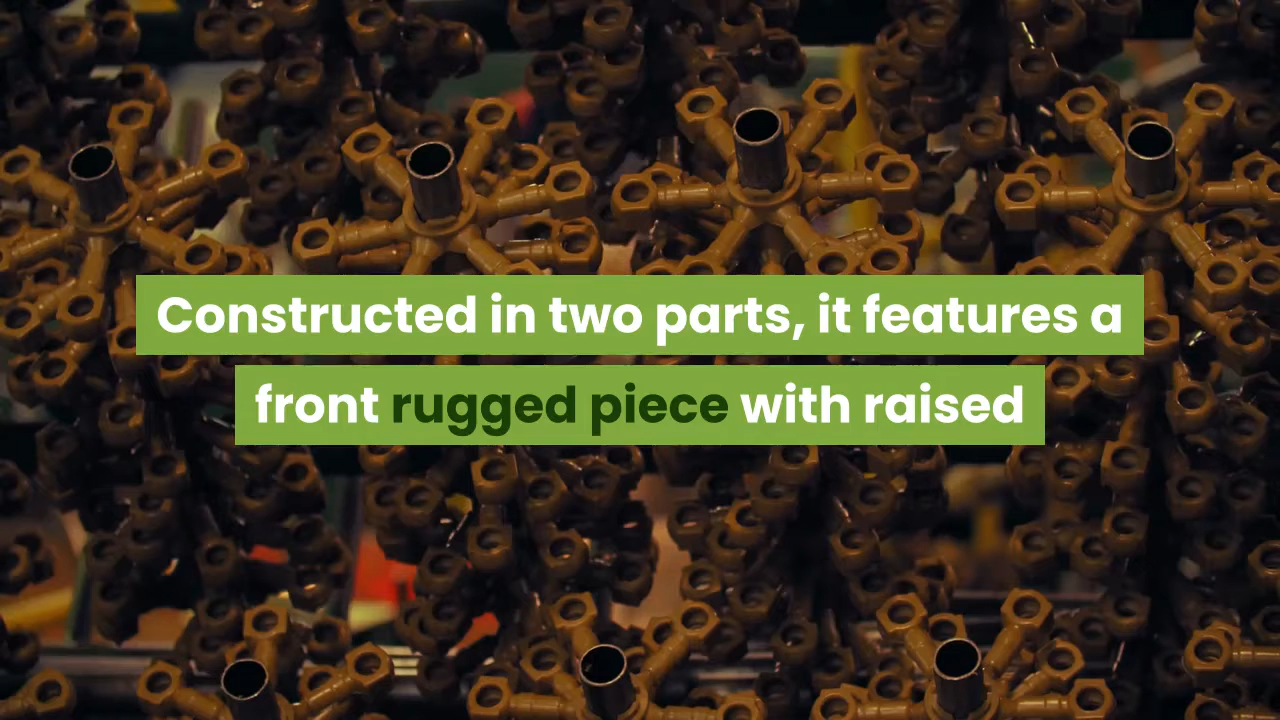 Constructed in two parts, it features a
front rugged piece with raised